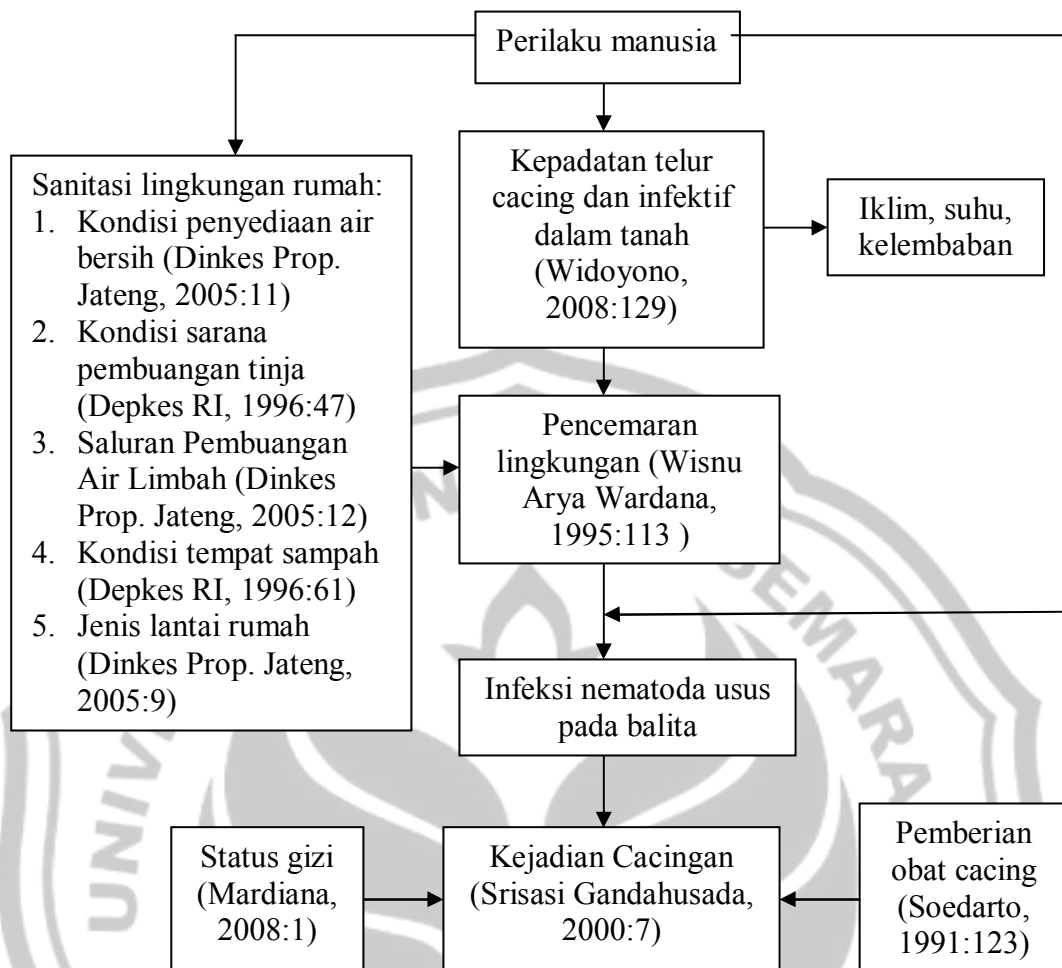 Perilaku manusia
Sanitasi lingkungan rumah:
1. Kondisi penyediaan air
bersih (Dinkes Prop.
Jateng, 2005:11)
2. Kondisi sarana
pembuangan tinja
(Depkes RI, 1996:47)
3. Saluran Pembuangan
Air Limbah (Dinkes
Prop. Jateng, 2005:12)
4. Kondisi tempat sampah
(Depkes RI, 1996:61)
5. Jenis lantai rumah
(Dinkes Prop. Jateng,
2005:9)
Kepadatan telur
cacing dan infektif
dalam tanah
(Widoyono,
2008:129)
Iklim, suhu,
kelembaban
Pencemaran
lingkungan (Wisnu
Arya Wardana,
1995:113 )
Infeksi nematoda usus
pada balita
Status gizi
(Mardiana,
2008:1)
Kejadian Cacingan
(Srisasi Gandahusada,
2000:7)
Pemberian
obat cacing
(Soedarto,
1991:123)
UNIV
N
SEMARA